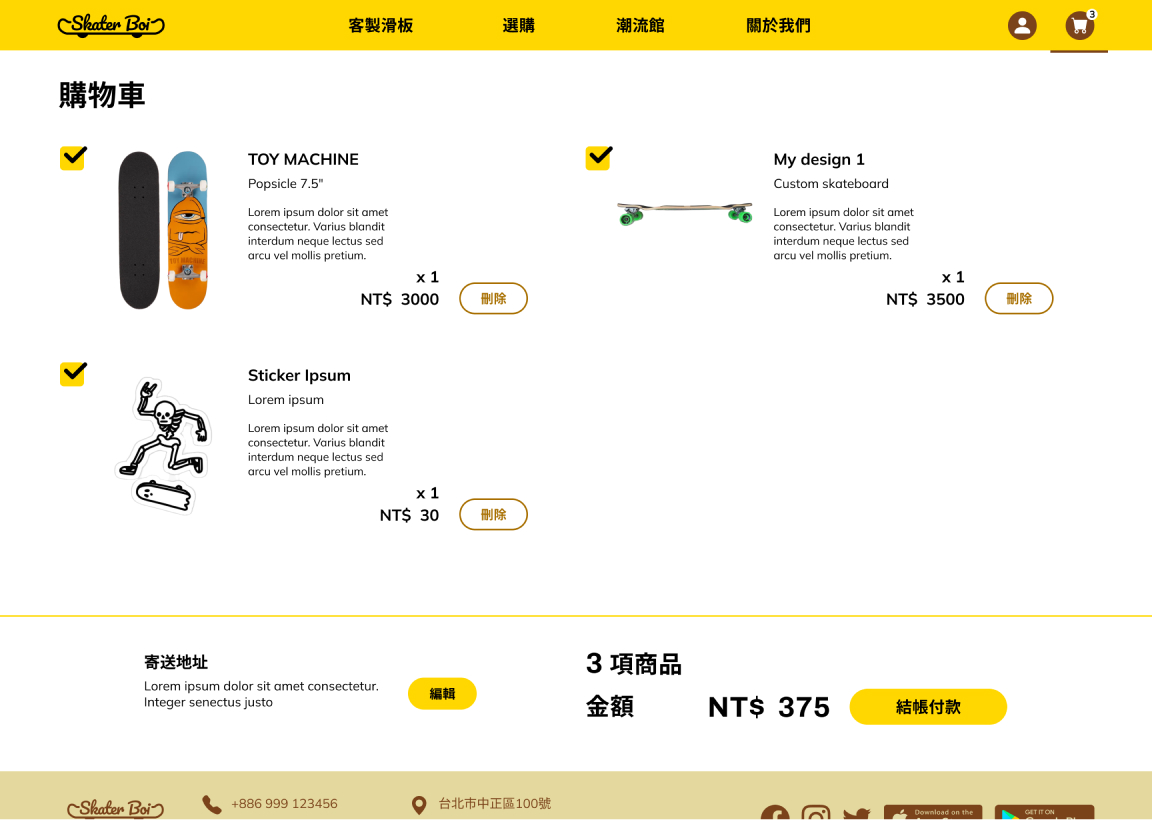 Skater Boi
客製滑板
選購
潮流館
關於我們
3
購物車
TOY MACHINE
Popsicle 7.5"
Lorem ipsum dolor sit amet
consectetur. Varius blandit
interdum neque lectus sed
arcu vel mollis pretium.
x 1
NT$ 3000
刪除
TOY MACHINE
My design 1
Custom skateboard
Lorem ipsum dolor sit amet
consectetur. Varius blandit
interdum neque lectus sed
arcu vel mollis pretium.
x 1
NT$ 3500
刪除
Sticker Ipsum
Lorem ipsum
Lorem ipsum dolor sit amet
consectetur. Varius blandit
interdum neque lectus sed
arcu vel mollis pretium.
x 1
NT$ 30
刪除
寄送地址
Lorem ipsum dolor sit amet consectetur.
Integer senectus justo
編輯
3 項商品
金額
NT$ 375
結帳付款
Skater Boi
+886 999 123456
台北市中正區100號
Download on the
GET IT ON